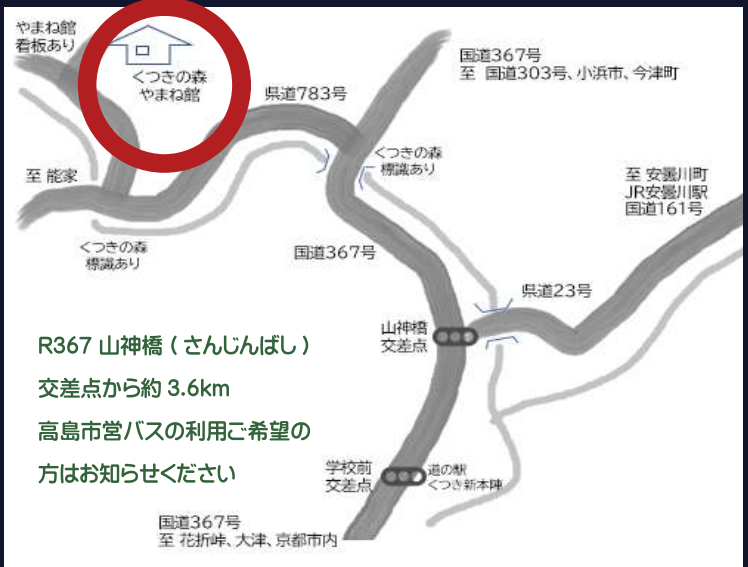 やまね館
看板あり
くつきの森
やまね館
県道783号
国道367号
至 国道303号、小浜市、今津町
くつきの森
標識あり
至 能家
至 安曇川町
JR安曇川駅
国道161号
くつきの森
標識あり
国道367号
県道23号
山神橋
交差点
R367 山神橋 ( さんじんばし )
交差点から約 3.6km
高島市営バスの利用ご希望の
方はお知らせください
学校前
交差点
道の駅
くつき新本陣
国道367号
至 花折峠、大津、京都市内